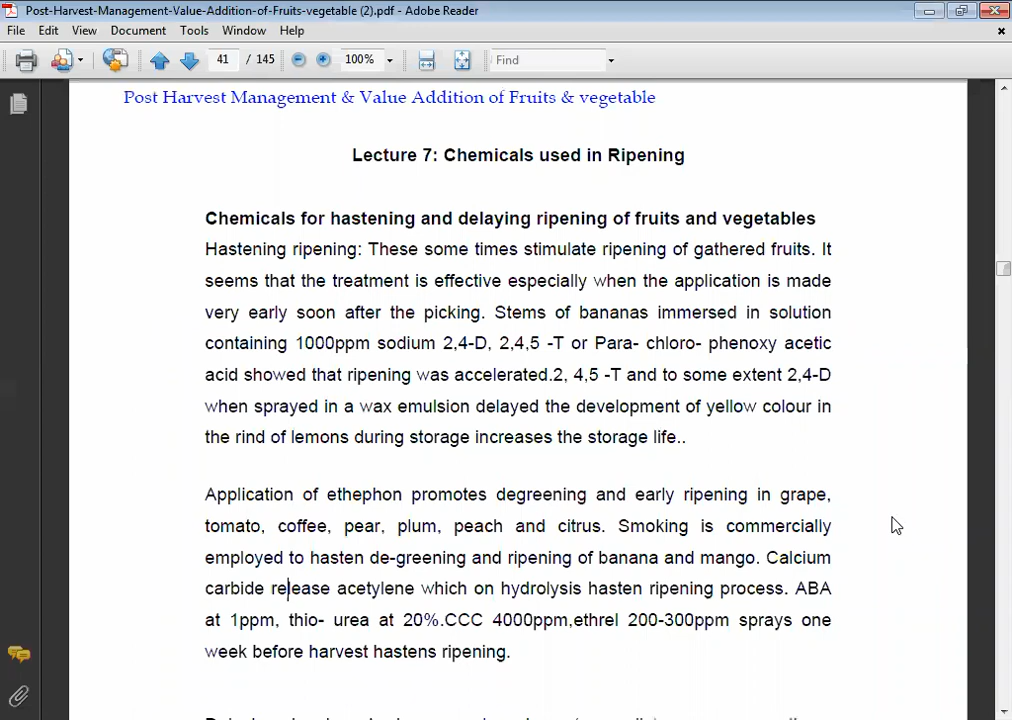 Post-Harvest-Management-Value-Addition-of-Fruits-vegetable (2).pdf - Adobe Reader
File Edit View Document Tools Window Help
41 / 145 100% Find
Post Harvest Management & Value Addition of Fruits & vegetable
Lecture 7: Chemicals used in Ripening
Chemicals for hastening and delaying ripening of fruits and vegetables
Hastening ripening: These some times stimulate ripening of gathered fruits. It
seems that the treatment is effective especially when the application is made
very early soon after the picking. Stems of bananas immersed in solution
containing 1000ppm sodium 2,4-D, 2,4,5 -T or Para- chloro- phenoxy acetic
acid showed that ripening was accelerated.2, 4,5 -T and to some extent 2,4-D
when sprayed in a wax emulsion delayed the development of yellow colour in
the rind of lemons during storage increases the storage life..
Application of ethephon promotes degreening and early ripening in grape,
tomato, coffee, pear, plum, peach and citrus. Smoking is commercially
employed to hasten de-greening and ripening of banana and mango. Calcium
carbide release acetylene which on hydrolysis hasten ripening process. ABA
at 1ppm, thio- urea at 20%.CCC 4000ppm,ethrel 200-300ppm sprays one
week before harvest hastens ripening.